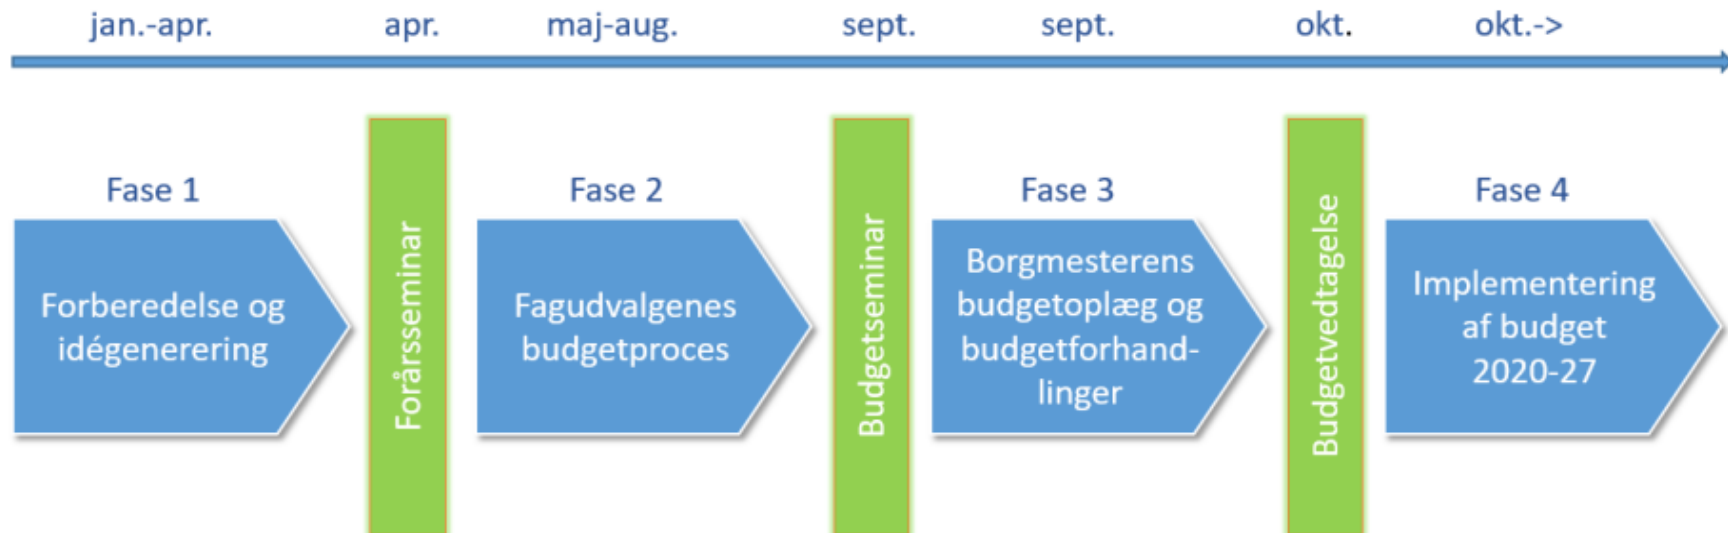 jan.-apr.
apr.
maj-aug.
sept.
sept.
okt.
okt.->
Fase 1
Forberedelse og
idégenerering
Forårsseminar
Fase 2
Fagudvalgenes
budgetproces
Budgetseminar
Fase 3
Borgmesterens
budgetoplæg og
budgetforhand-
linger
Budgetvedtagelse
Fase 4
Implementering
af budget
2020-27